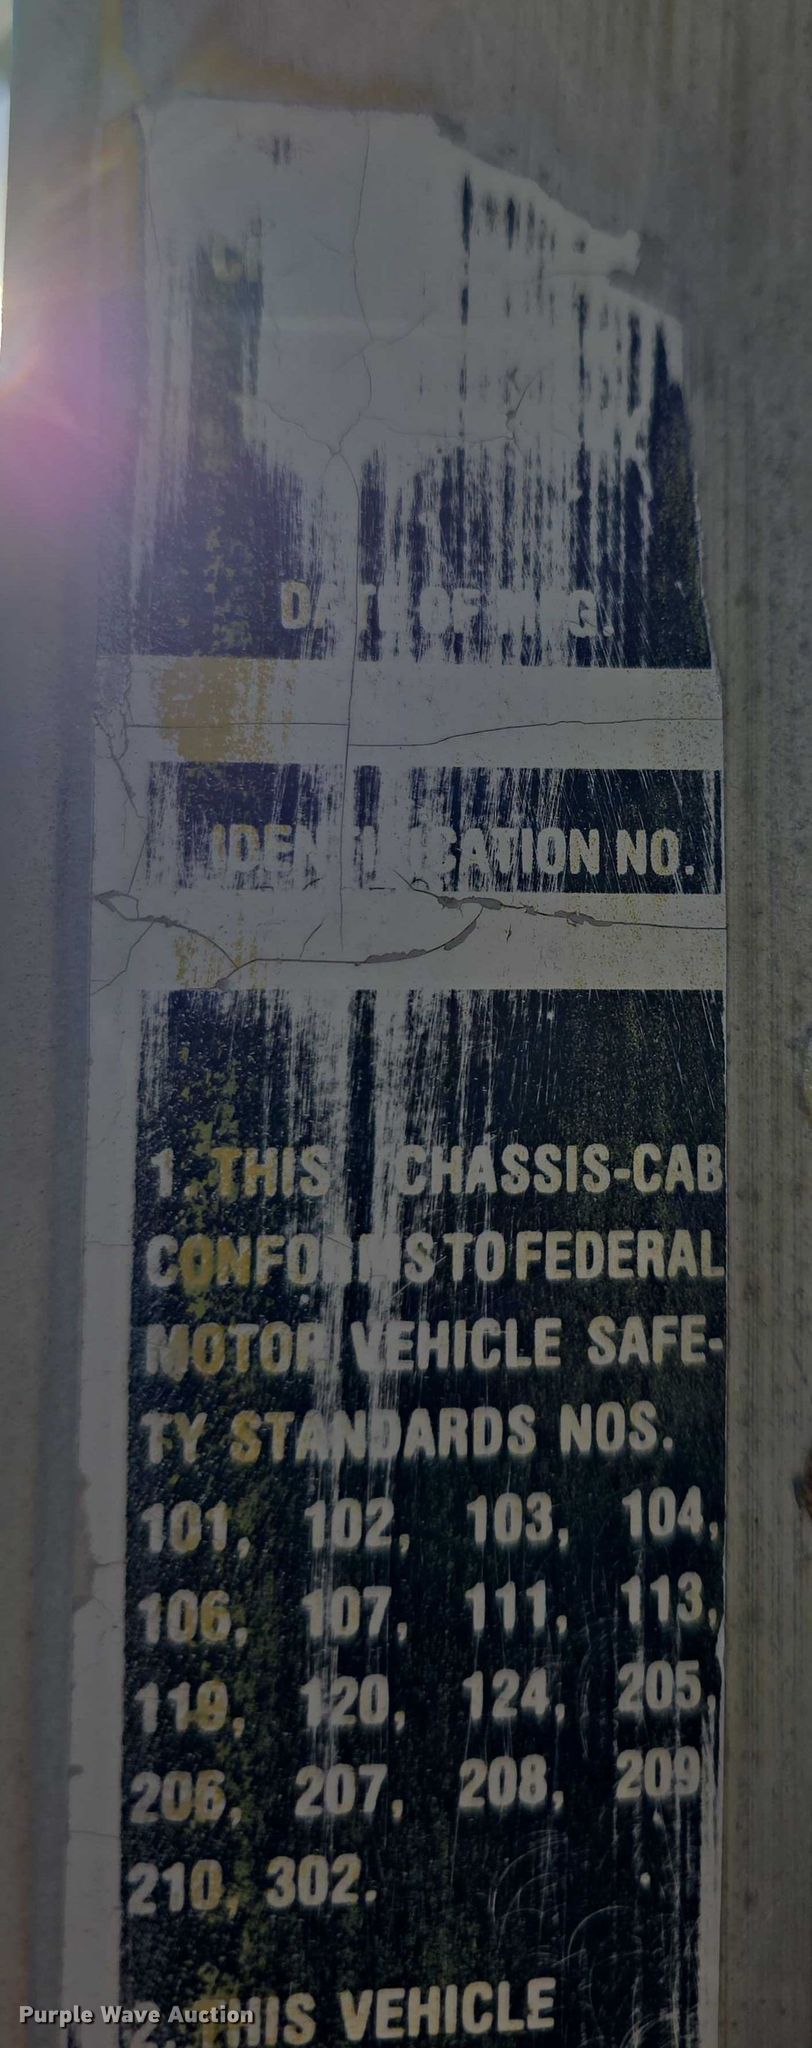 DATE OF MFG.
IDENTIFICATION NO.
1. THIS CHASSIS-CAB
CONFORMS TO FEDERAL
MOTOR VEHICLE SAFE-
TY STANDARDS NOS.
101, 102, 103, 104,
106, 107, 111, 113,
119, 120, 124, 205,
206, 207, 208, 209
210, 302.
2. THIS VEHICLE
Purple Wave Auction